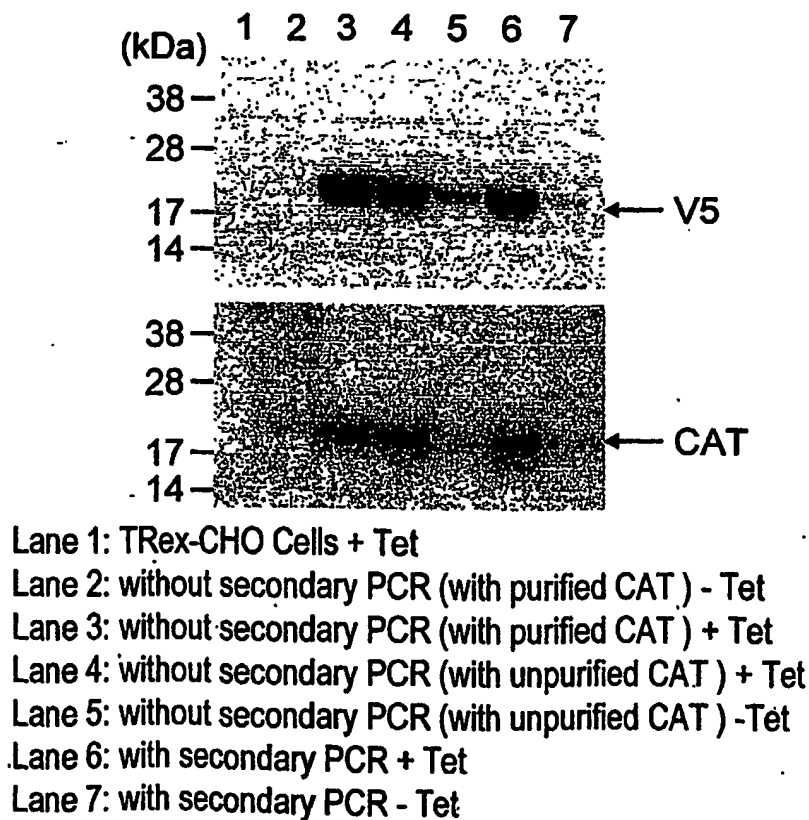 1 2 3 4 5 6 7
(kDa)
38
28
17
14
V5
38
28
17
14
CAT
Lane 1: TRex-CHO Cells + Tet
Lane 2: without secondary PCR (with purified CAT ) - Tet
Lane 3: without secondary PCR (with purified CAT ) + Tet
Lane 4: without secondary PCR (with unpurified CAT ) + Tet
Lane 5: without secondary PCR (with unpurified CAT ) -Tet
Lane 6: with secondary PCR + Tet
Lane 7: with secondary PCR - Tet